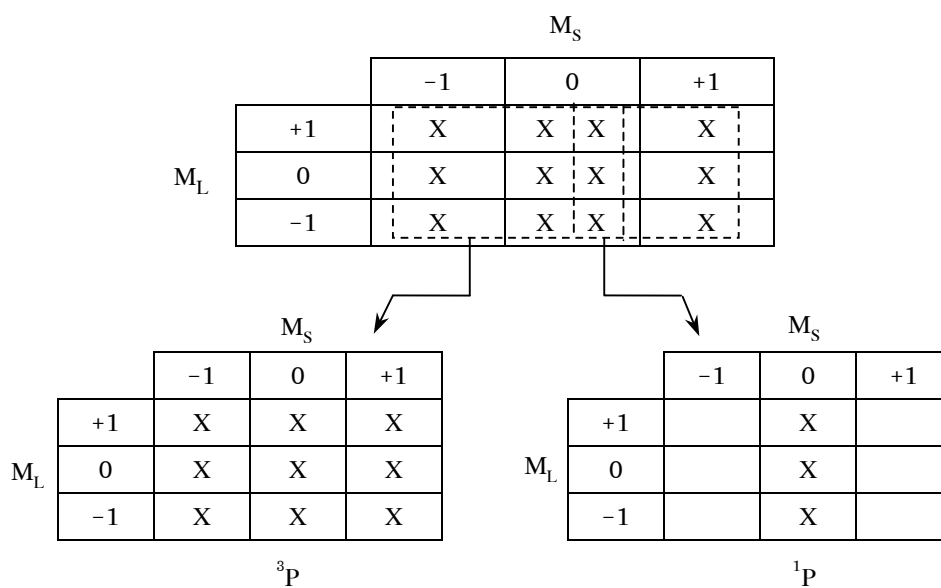 M_S
-1 0 +1
+1 X X X X
M_L 0 X X X X
-1 X X X X
M_S
-1 0 +1
+1 X X X
M_L 0 X X X
-1 X X X
³P
M_S
-1 0 +1
+1 X
M_L 0 X
-1 X
¹P